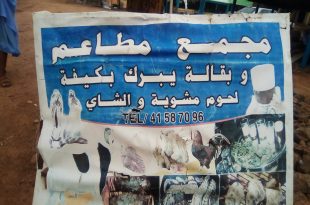 مجمع مطاعم
و بقالة يبرك بكيفة
لحوم مشوية و الشاي
TEL/41 58 70 96